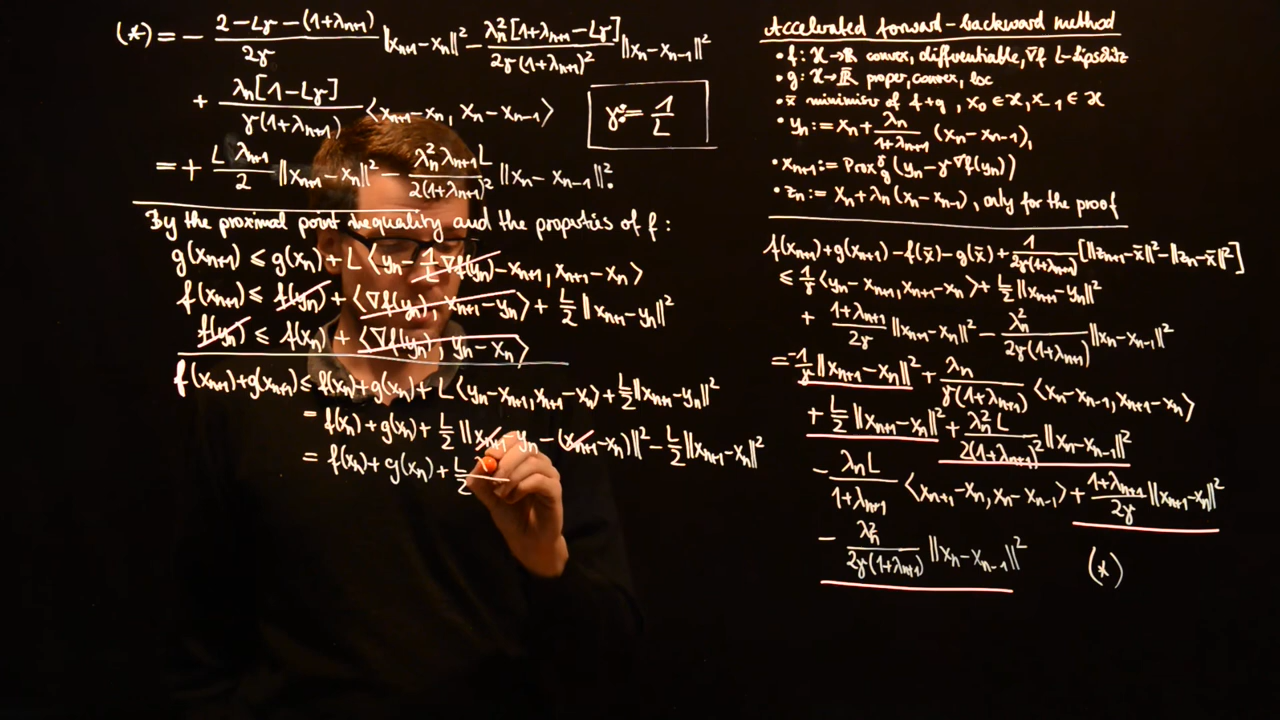 (*) = − (2−Lγ−(1+λₙ₊₁))/(2γ) ‖xₙ₊₁−xₙ‖² − (λₙ²[1+λₙ₊₁−Lγ])/(2γ(1+λₙ₊₁)²) ‖xₙ−xₙ₋₁‖²
+ (λₙ[1−Lγ])/(γ(1+λₙ₊₁)) ⟨xₙ₊₁−xₙ, xₙ−xₙ₋₁⟩ γ := 1/L
= + (L λₙ₊₁)/2 ‖xₙ₊₁−xₙ‖² − (λₙ²λₙ₊₁L)/(2(1+λₙ₊₁)²) ‖xₙ−xₙ₋₁‖².
By the proximal point inequality and the properties of f:
g(xₙ₊₁) ≤ g(xₙ) + L⟨yₙ − 1/L ∇f(yₙ) − xₙ₊₁, xₙ₊₁−xₙ⟩
f(xₙ₊₁) ≤ f(yₙ) + ⟨∇f(yₙ), xₙ₊₁−yₙ⟩ + L/2 ‖xₙ₊₁−yₙ‖²
f(yₙ) ≤ f(xₙ) + ⟨∇f(yₙ), yₙ−xₙ⟩
f(xₙ₊₁)+g(xₙ₊₁) ≤ f(xₙ)+g(xₙ)+L⟨yₙ−xₙ₊₁, xₙ₊₁−xₙ⟩ + L/2 ‖xₙ₊₁−yₙ‖²
= f(xₙ)+g(xₙ)+ L/2 ‖xₙ₊₁−yₙ−(xₙ₊₁−xₙ)‖² − L/2 ‖xₙ₊₁−xₙ‖²
= f(xₙ)+g(xₙ)+ L/2
Accelerated forward-backward method
• f: ℋ→ℝ convex, differentiable, ∇f L-Lipschitz
• g: ℋ→ℝ̄ proper, convex, lsc
• x̄ minimiser of f+g, x₀∈ℋ, x₋₁∈ℋ
• yₙ := xₙ + λₙ/(1+λₙ₊₁) (xₙ−xₙ₋₁),
• xₙ₊₁ := Prox_g^γ(yₙ−γ∇f(yₙ))
• zₙ := xₙ+λₙ(xₙ−xₙ₋₁), only for the proof
f(xₙ₊₁)+g(xₙ₊₁)−f(x̄)−g(x̄)+ 1/(2γ(1+λₙ₊₁)) [‖zₙ₊₁−x̄‖²−‖zₙ−x̄‖²]
≤ 1/γ ⟨yₙ−xₙ₊₁, xₙ₊₁−xₙ⟩ + L/2 ‖xₙ₊₁−yₙ‖²
+ (1+λₙ₊₁)/(2γ) ‖xₙ₊₁−xₙ‖² − λₙ²/(2γ(1+λₙ₊₁)) ‖xₙ−xₙ₋₁‖²
= −1/γ ‖xₙ₊₁−xₙ‖² + λₙ/(γ(1+λₙ₊₁)) ⟨xₙ−xₙ₋₁, xₙ₊₁−xₙ⟩
+ L/2 ‖xₙ₊₁−xₙ‖² + (λₙ²L)/(2(1+λₙ₊₁)²) ‖xₙ−xₙ₋₁‖²
− (λₙL)/(1+λₙ₊₁) ⟨xₙ₊₁−xₙ, xₙ−xₙ₋₁⟩ + (1+λₙ₊₁)/(2γ) ‖xₙ₊₁−xₙ‖²
− λₙ²/(2γ(1+λₙ₊₁)) ‖xₙ−xₙ₋₁‖² (*)